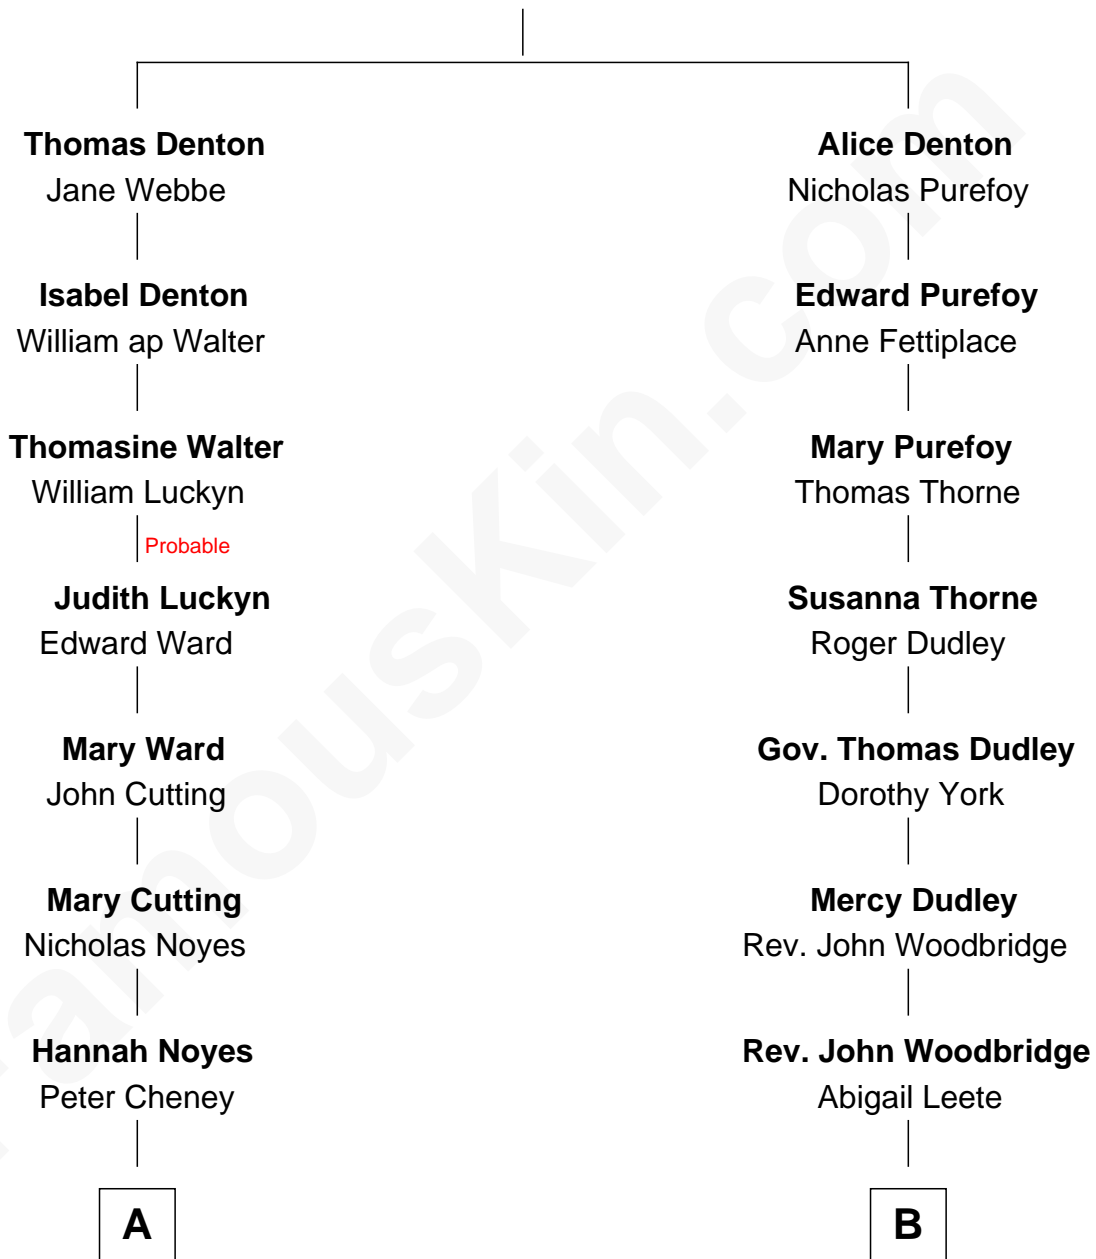 Thomas Denton
Jane Webbe
Isabel Denton
William ap Walter
Thomasine Walter
William Luckyn
Probable
Judith Luckyn
Edward Ward
Mary Ward
John Cutting
Mary Cutting
Nicholas Noyes
Hannah Noyes
Peter Cheney
A
Alice Denton
Nicholas Purefoy
Edward Purefoy
Anne Fettiplace
Mary Purefoy
Thomas Thorne
Susanna Thorne
Roger Dudley
Gov. Thomas Dudley
Dorothy York
Mercy Dudley
Rev. John Woodbridge
Rev. John Woodbridge
Abigail Leete
B
FamousKin.com